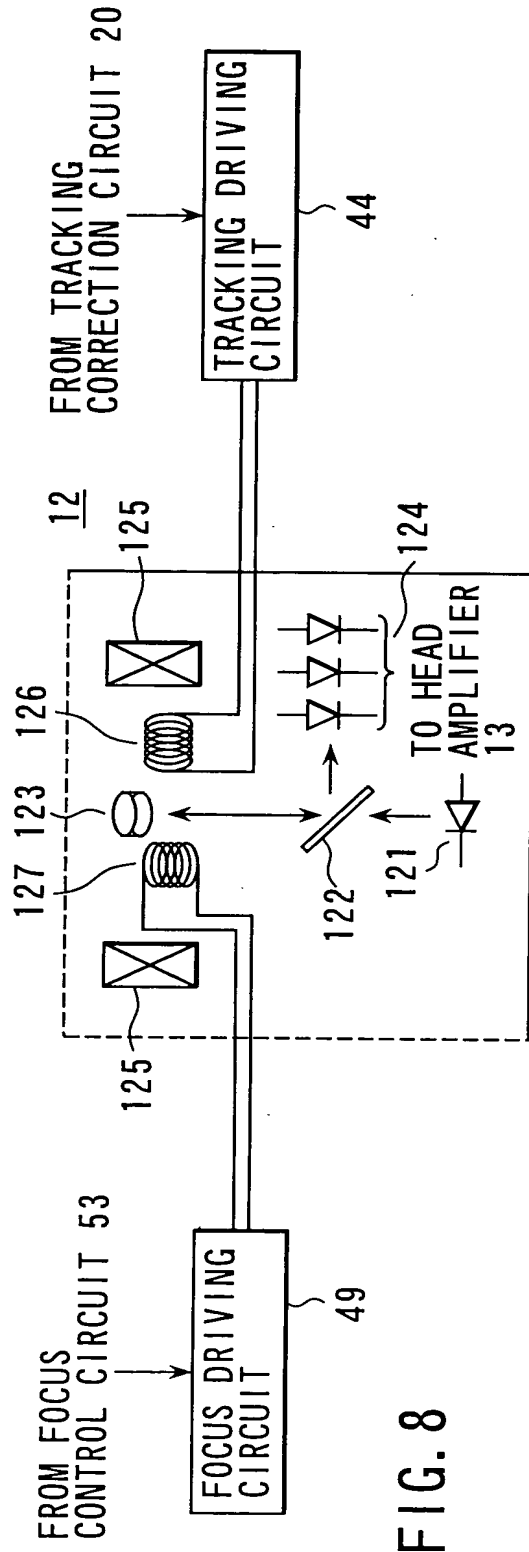 FROM FOCUS
CONTROL CIRCUIT 53
FOCUS DRIVING
CIRCUIT
49
125
127
123
126
125
12
FROM TRACKING
CORRECTION CIRCUIT 20
TRACKING DRIVING
CIRCUIT
44
122
124
121
TO HEAD
AMPLIFIER
13
FIG. 8